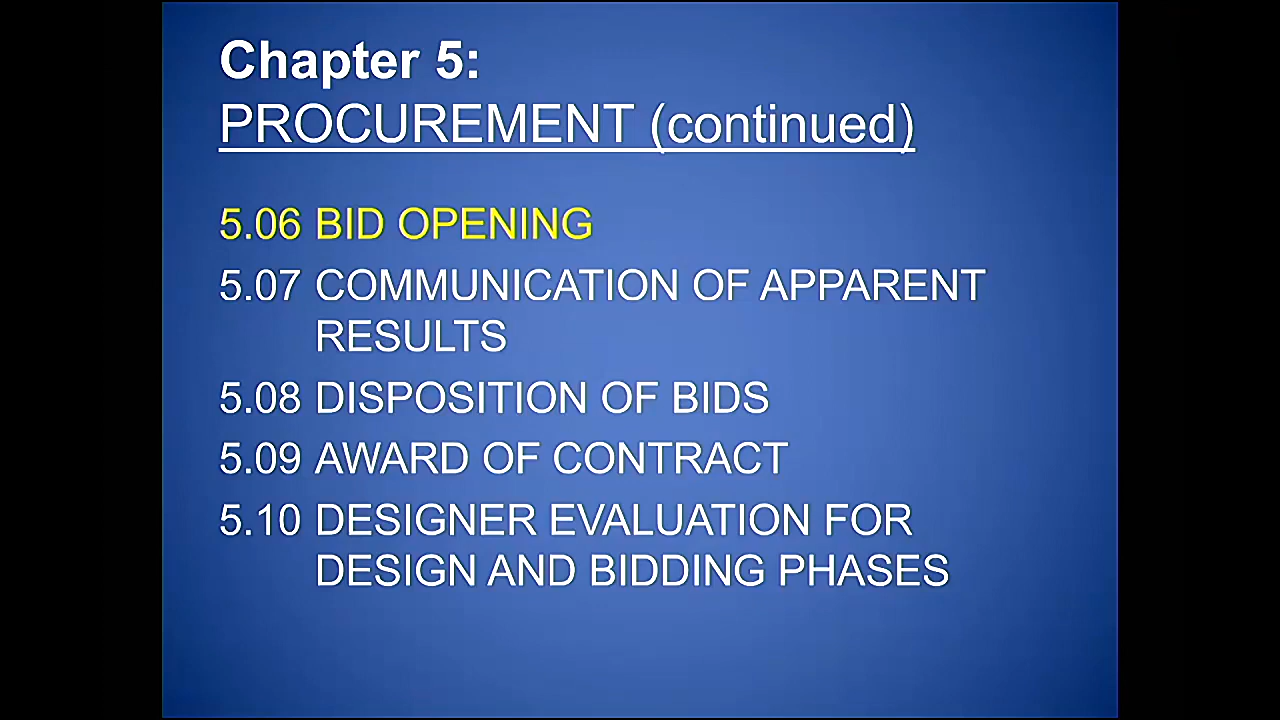 Chapter 5:
PROCUREMENT (continued)
5.06 BID OPENING
5.07 COMMUNICATION OF APPARENT
RESULTS
5.08 DISPOSITION OF BIDS
5.09 AWARD OF CONTRACT
5.10 DESIGNER EVALUATION FOR
DESIGN AND BIDDING PHASES